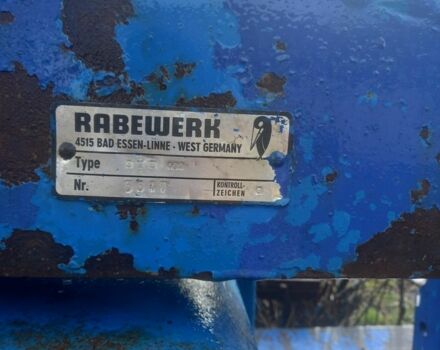 RABEWERK
4515 BAD ESSEN-LINNE · WEST GERMANY
Type
Nr.
KONTROLL-
ZEICHEN